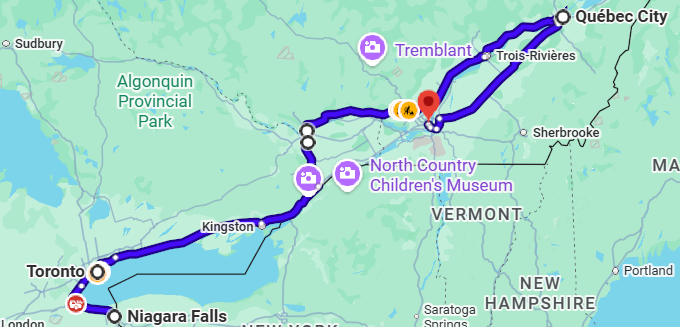 Québec City
Sudbury
Tremblant
Trois-Rivières
Algonquin
Provincial
Park
Sherbrooke
North Country
Children's Museum
MA
VERMONT
Kingston
Toronto
Portland
NEW
HAMPSHIRE
Niagara Falls
London
Saratoga
Springs
NEW YORK